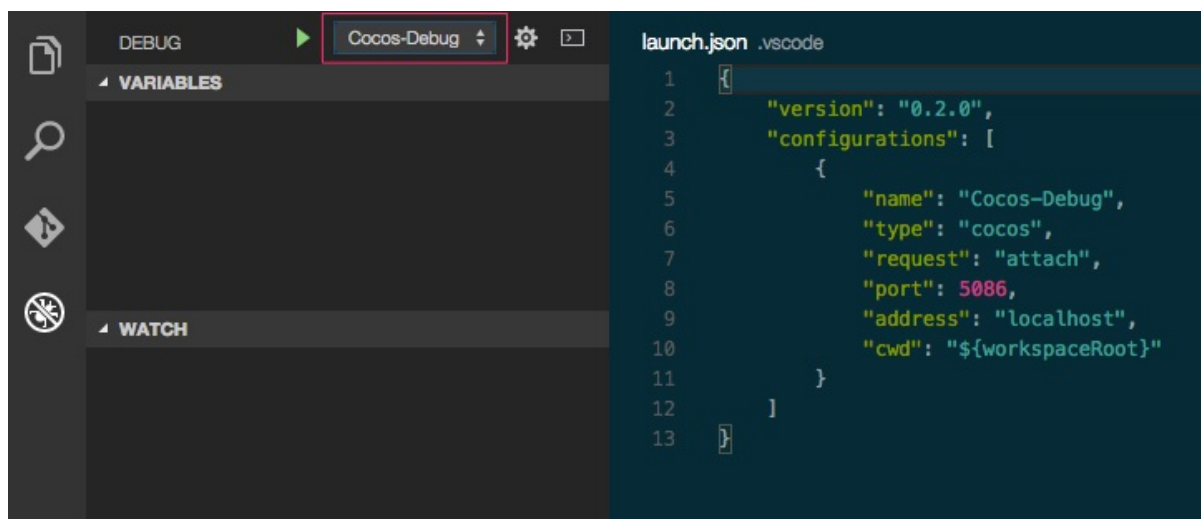 DEBUG
Cocos-Debug
VARIABLES
WATCH
launch.json .vscode
1 {
2 "version": "0.2.0",
3 "configurations": [
4 {
5 "name": "Cocos-Debug",
6 "type": "cocos",
7 "request": "attach",
8 "port": 5086,
9 "address": "localhost",
10 "cwd": "${workspaceRoot}"
11 }
12 ]
13 }